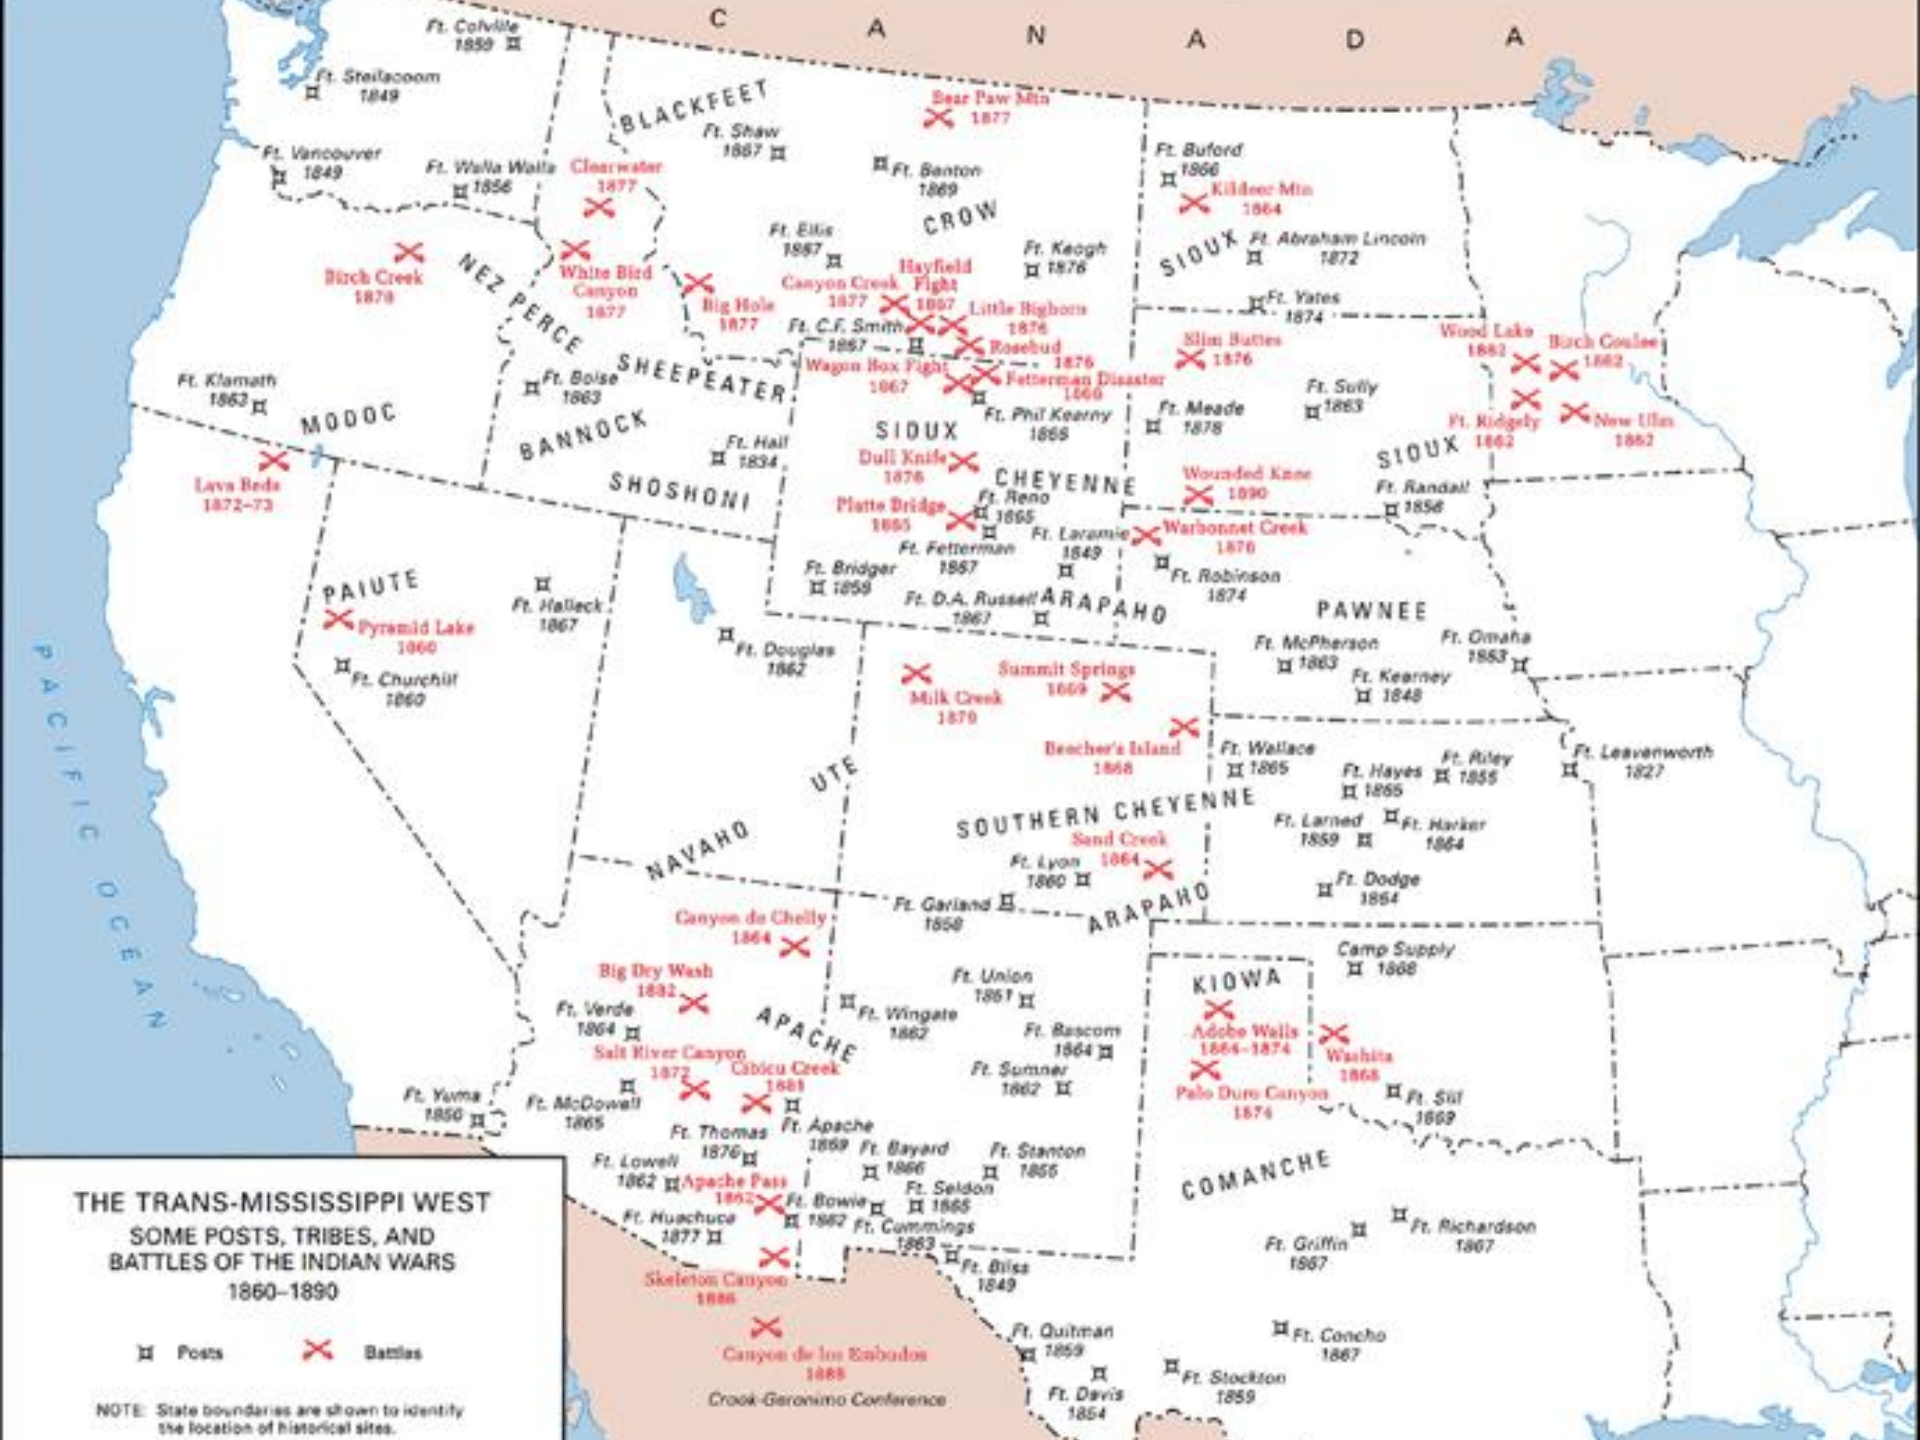 C A N A D A
Ft. Colville
1859
Ft. Steilacoom
1849
BLACKFEET
Bear Paw Mtn
1877
Ft. Shaw
1867
Ft. Vancouver
1849
Ft. Walla Walla
1856
Clearwater
1877
Ft. Benton
1869
Ft. Buford
1866
Kildeer Mtn
1864
CROW
Ft. Ellis
1867
Ft. Keogh
1876
SIOUX
Ft. Abraham Lincoln
1872
Birch Creek
1878
NEZ PERCE
White Bird
Canyon
1877
Big Hole
1877
Canyon Creek
1877
Hayfield
Fight
1867
Little Bighorn
1876
Ft. Yates
1874
Ft. C.F. Smith
1867
Rosebud
1876
Slim Buttes
1876
Wood Lake
1862
Birch Coulee
1862
Ft. Klamath
1863
MODOC
Ft. Boise
1863
SHEEPEATER
Wagon Box Fight
1867
Fetterman Disaster
1866
Ft. Sully
1863
BANNOCK
Ft. Phil Kearny
1866
Ft. Meade
1878
Ft. Ridgely
1862
New Ulm
1862
SIOUX
Ft. Hall
1834
SIOUX
Lava Beds
1872–73
SHOSHONI
Dull Knife
1876
CHEYENNE
Wounded Knee
1890
Ft. Randall
1856
Platte Bridge
1865
Ft. Reno
1865
Ft. Laramie
1849
Warbonnet Creek
1876
Ft. Fetterman
1867
Ft. Bridger
1858
Ft. Robinson
1874
PAIUTE
Ft. Halleck
1867
Ft. D.A. Russell
1867
ARAPAHO
PAWNEE
Pyramid Lake
1860
Ft. Churchill
1860
Ft. Douglas
1862
Ft. McPherson
1863
Ft. Omaha
1863
Ft. Kearney
1848
Milk Creek
1879
Summit Springs
1869
Beecher's Island
1868
Ft. Wallace
1865
Ft. Hayes
1865
Ft. Riley
1855
Ft. Leavenworth
1827
UTE
SOUTHERN CHEYENNE
Ft. Larned
1859
Ft. Harker
1864
NAVAHO
Sand Creek
1864
Ft. Lyon
1860
Ft. Dodge
1864
PACIFIC OCEAN
Ft. Garland
1858
ARAPAHO
Canyon de Chelly
1864
Camp Supply
1868
Big Dry Wash
1882
Ft. Union
1851
KIOWA
Ft. Verde
1864
APACHE
Ft. Wingate
1862
Ft. Bascom
1864
Adobe Walls
1864–1874
Washita
1868
Salt River Canyon
1872
Cibicu Creek
1881
Ft. Sumner
1862
Palo Duro Canyon
1874
Ft. Sill
1869
Ft. Yuma
1850
Ft. McDowell
1865
Ft. Thomas
1876
Ft. Apache
1869
Ft. Bayard
1866
Ft. Stanton
1855
COMANCHE
Ft. Lowell
1862
Apache Pass
1862
Ft. Bowie
1862
Ft. Seldon
1865
Ft. Huachuca
1877
Ft. Cummings
1863
Ft. Griffin
1867
Ft. Richardson
1867
Ft. Bliss
1849
Skeleton Canyon
1886
Canyon de los Embudos
1886
Crook-Geronimo Conference
Ft. Quitman
1859
Ft. Davis
1854
Ft. Stockton
1859
Ft. Concho
1867
THE TRANS-MISSISSIPPI WEST
SOME POSTS, TRIBES, AND
BATTLES OF THE INDIAN WARS
1860–1890
Posts
Battles
NOTE: State boundaries are shown to identify
the location of historical sites.